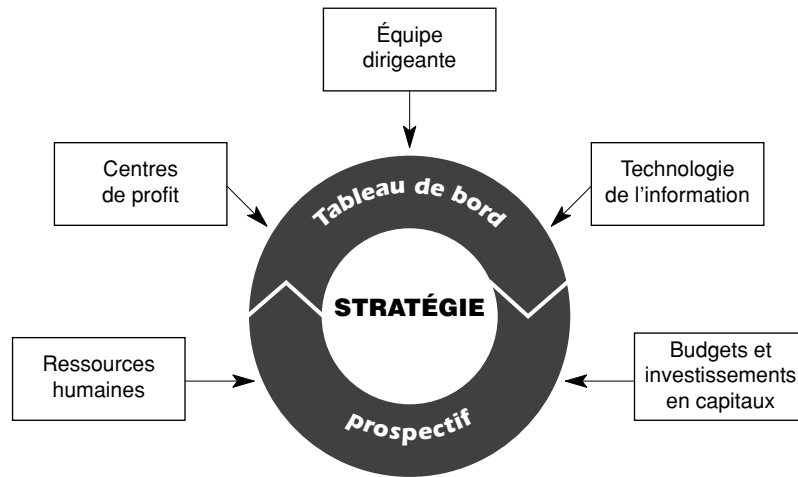 Équipe
dirigeante
Centres
de profit
Technologie
de l'information
Tableau de bord
STRATÉGIE
Ressources
humaines
Budgets et
investissements
en capitaux
prospectif